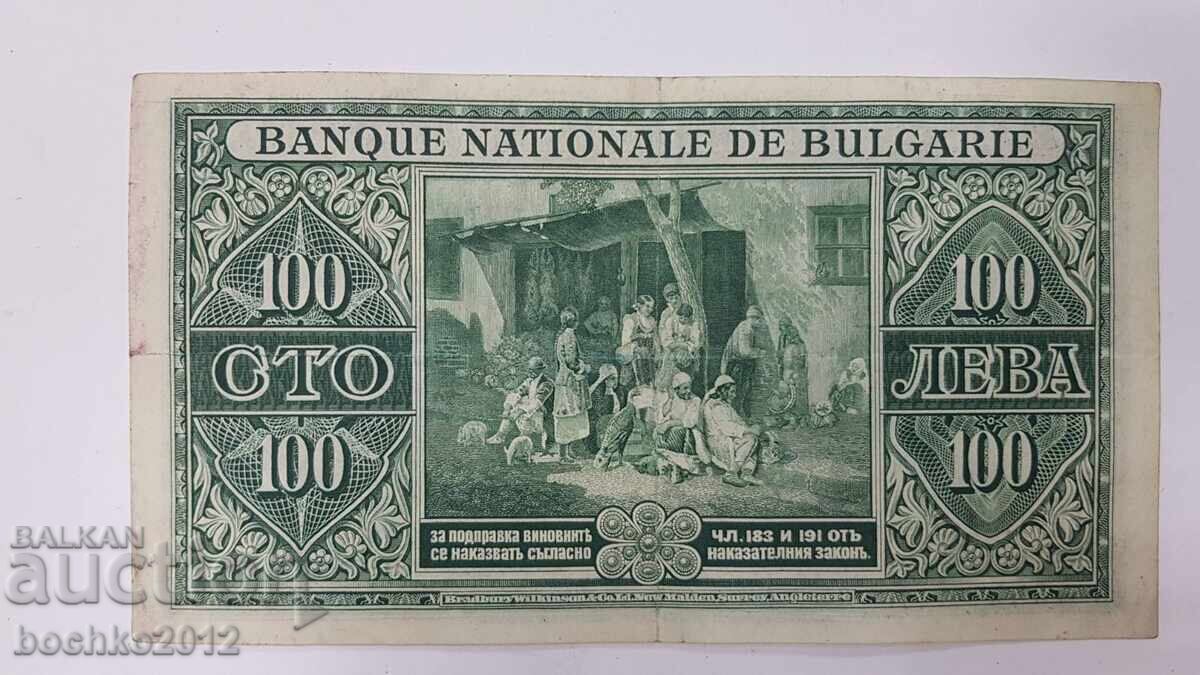 BANQUE NATIONALE DE BULGARIE
100 100
СТО ЛЕВА
100 100
ЗА ПОДПРАВКА ВИНОВНИТѢ ЧЛ. 183 И 191 ОТЪ
СЕ НАКАЗВАТЪ СЪГЛАСНО НАКАЗАТЕЛНИЯ ЗАКОНЪ.
Bradbury Wilkinson & Co. Ld. New Malden Surrey, Angleterre
BALKAN
auction
bochko2012